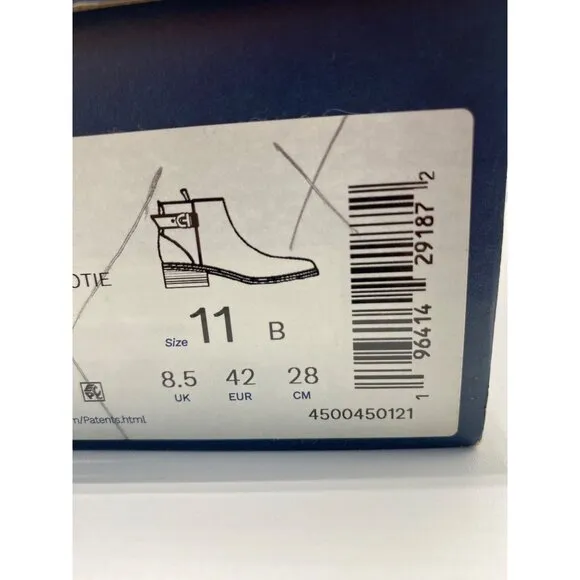 OTIE
Size 11 B
8.5 42 28
UK EUR CM
n/Patents.html
4500450121
1 96414 29187 2